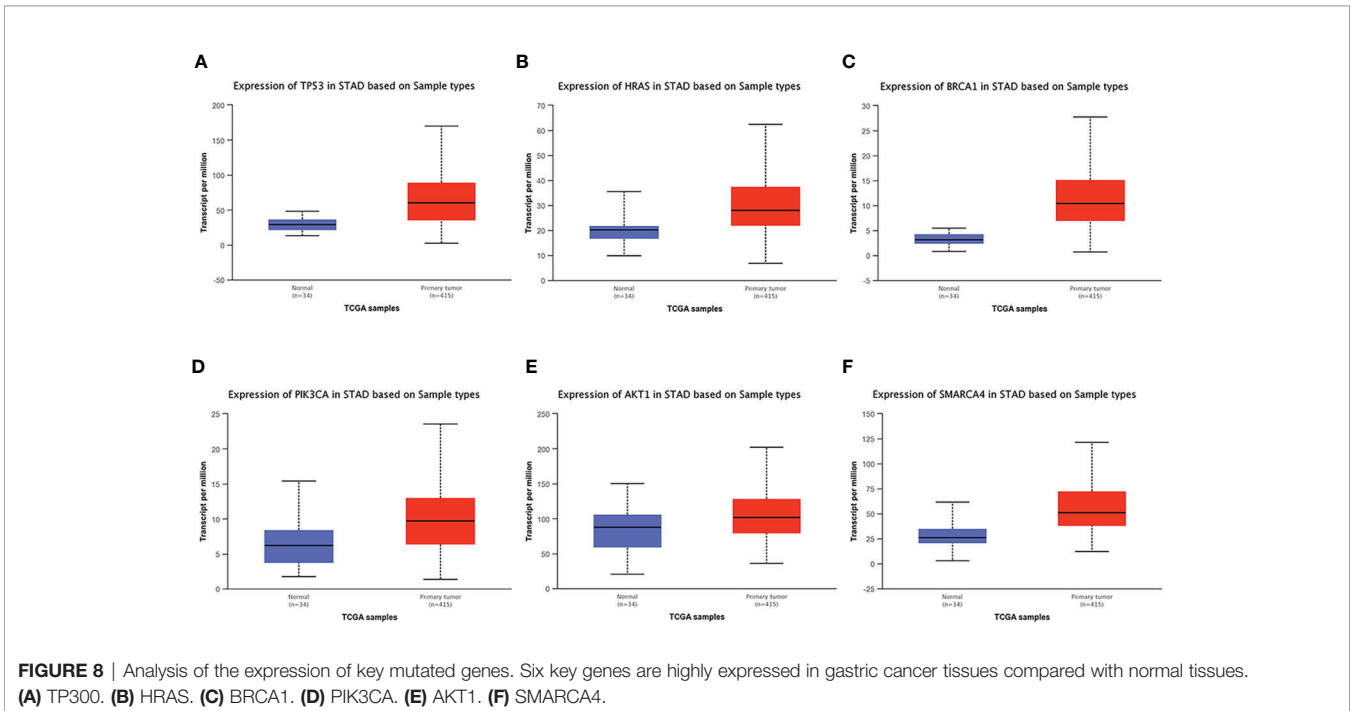 A
Expression of TP53 in STAD based on Sample types
200
150
100
50
0
-50
Transcript per million
Normal
(n=34)
Primary tumor
(n=415)
TCGA samples
B
Expression of HRAS in STAD based on Sample types
70
60
50
40
30
20
10
0
Transcript per million
Normal
(n=34)
Primary tumor
(n=415)
TCGA samples
C
Expression of BRCA1 in STAD based on Sample types
30
25
20
15
10
5
0
-5
Transcript per million
Normal
(n=34)
Primary tumor
(n=415)
TCGA samples
D
Expression of PIK3CA in STAD based on Sample types
25
20
15
10
5
0
Transcript per million
Normal
(n=34)
Primary tumor
(n=415)
TCGA samples
E
Expression of AKT1 in STAD based on Sample types
250
200
150
100
50
0
Transcript per million
Normal
(n=34)
Primary tumor
(n=415)
TCGA samples
F
Expression of SMARCA4 in STAD based on Sample types
150
125
100
75
50
25
0
-25
Transcript per million
Normal
(n=34)
Primary tumor
(n=415)
TCGA samples
FIGURE 8 | Analysis of the expression of key mutated genes. Six key genes are highly expressed in gastric cancer tissues compared with normal tissues.
(A) TP300. (B) HRAS. (C) BRCA1. (D) PIK3CA. (E) AKT1. (F) SMARCA4.